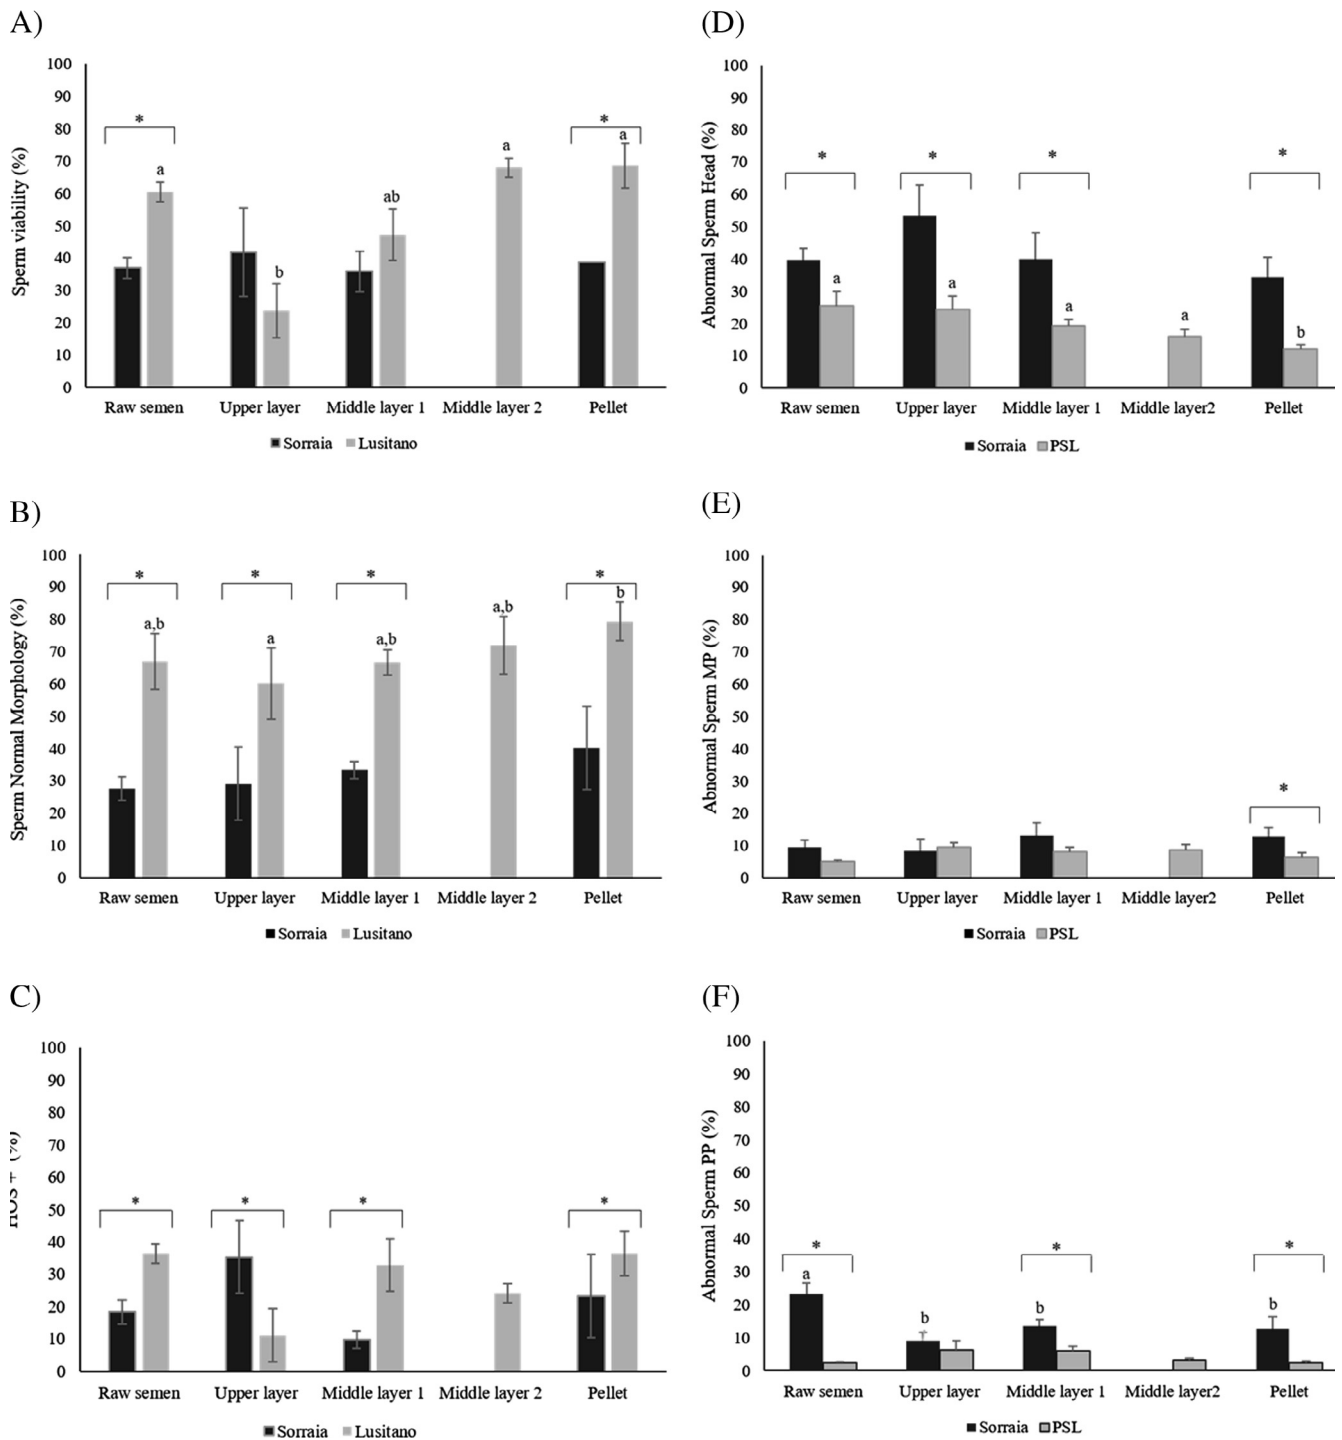 A)
100
90
80
70
60
50
40
30
20
10
0
Sperm viability (%)
*
*
a
b
ab
a
a
Raw semen Upper layer Middle layer 1 Middle layer 2 Pellet
Sorraia Lusitano
(D)
100
90
80
70
60
50
40
30
20
10
0
Abnormal Sperm Head (%)
*
*
*
*
a
a
a
a
b
Raw semen Upper layer Middle layer 1 Middle layer2 Pellet
Sorraia PSL
B)
100
90
80
70
60
50
40
30
20
10
0
Sperm Normal Morphology (%)
*
*
*
*
a,b
a
a,b
a,b
b
Raw semen Upper layer Middle layer 1 Middle layer 2 Pellet
Sorraia Lusitano
(E)
100
90
80
70
60
50
40
30
20
10
0
Abnormal Sperm MP (%)
*
Raw semen Upper layer Middle layer 1 Middle layer2 Pellet
Sorraia PSL
C)
100
90
80
70
60
50
40
30
20
10
0
HOS + (%)
*
*
*
*
Raw semen Upper layer Middle layer 1 Middle layer 2 Pellet
Sorraia Lusitano
(F)
100
90
80
70
60
50
40
30
20
10
0
Abnormal Sperm PP (%)
*
*
*
a
b
b
b
Raw semen Upper layer Middle layer 1 Middle layer2 Pellet
Sorraia PSL